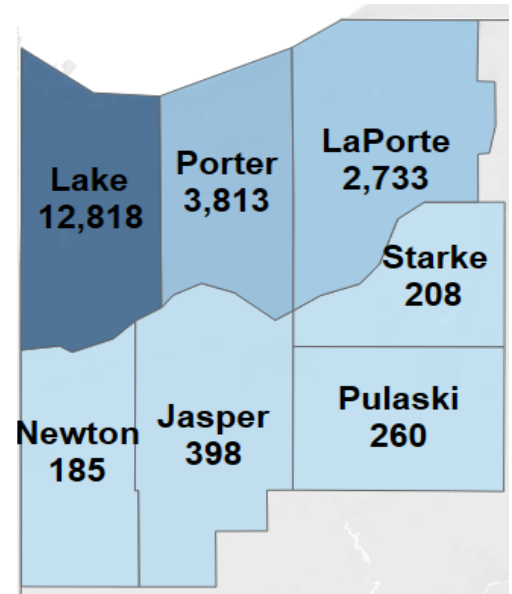 Lake
12,818
Porter
3,813
LaPorte
2,733
Starke
208
Newton
185
Jasper
398
Pulaski
260